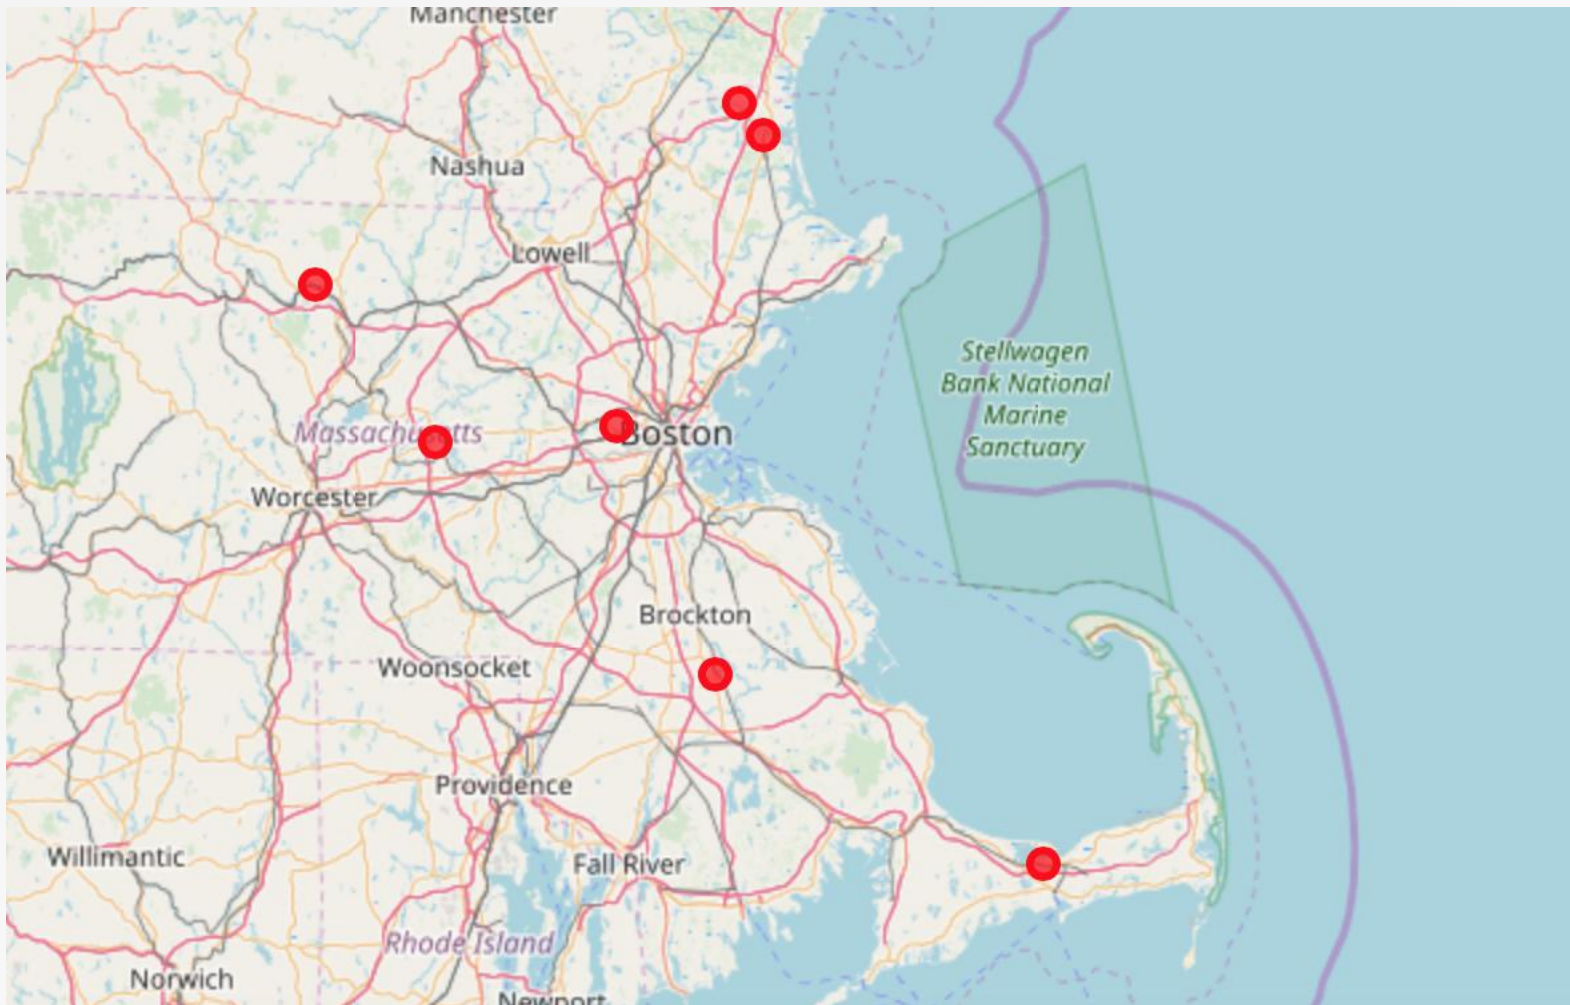 Manchester
Nashua
Lowell
Stellwagen
Bank National
Marine
Sanctuary
Massachusetts
Boston
Worcester
Brockton
Woonsocket
Providence
Willimantic
Fall River
Rhode Island
Norwich
Newport